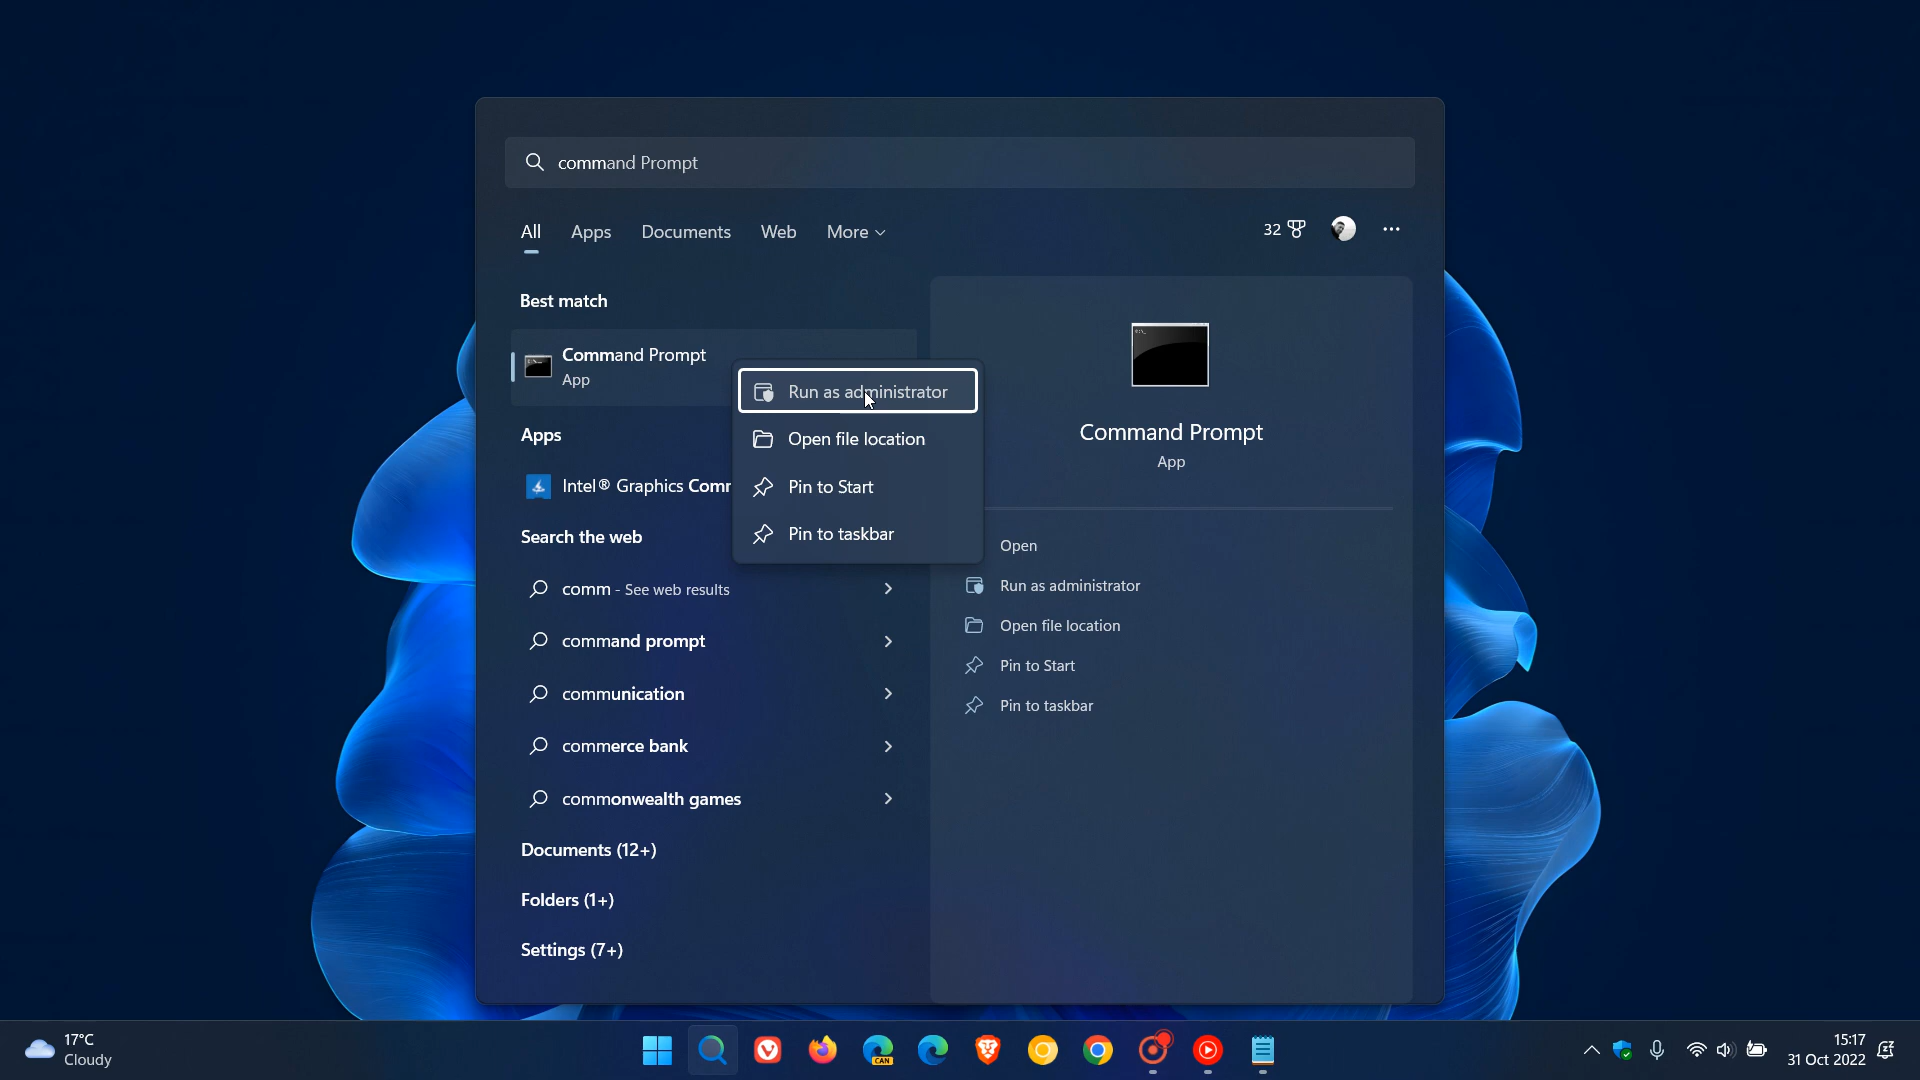 command Prompt
All Apps Documents Web More
32
Best match
Command Prompt
App
Apps
Intel® Graphics Comm
Search the web
comm - See web results
command prompt
communication
commerce bank
commonwealth games
Documents (12+)
Folders (1+)
Settings (7+)
Run as administrator
Open file location
Pin to Start
Pin to taskbar
Command Prompt
App
Open
Run as administrator
Open file location
Pin to Start
Pin to taskbar
17°C
Cloudy
CAN
15:17
31 Oct 2022